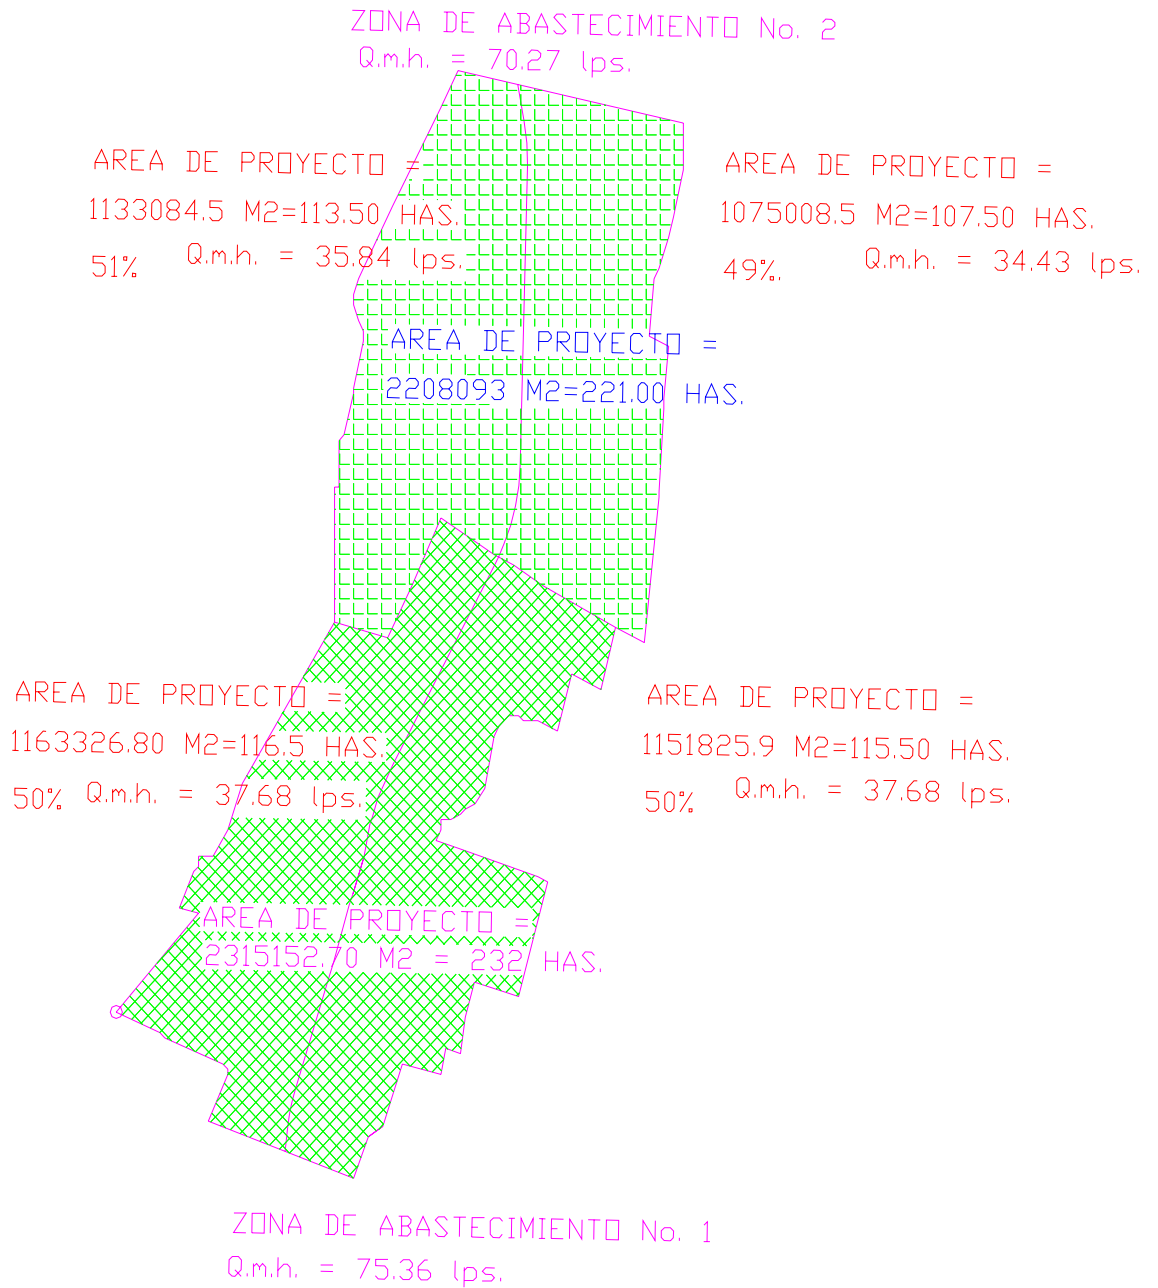 ZONA DE ABASTECIMIENTO No. 2
Q.m.h. = 70.27 lps.
AREA DE PROYECTO =
1133084.5 M2=113.50 HAS.
51% Q.m.h. = 35.84 lps.
AREA DE PROYECTO =
1075008.5 M2=107.50 HAS.
49%. Q.m.h. = 34.43 lps.
AREA DE PROYECTO =
2208093 M2=221.00 HAS.
AREA DE PROYECTO =
1163326.80 M2=116.5 HAS.
50% Q.m.h. = 37.68 lps.
AREA DE PROYECTO =
1151825.9 M2=115.50 HAS.
50% Q.m.h. = 37.68 lps.
AREA DE PROYECTO =
2315152.70 M2 = 232 HAS.
ZONA DE ABASTECIMIENTO No. 1
Q.m.h. = 75.36 lps.